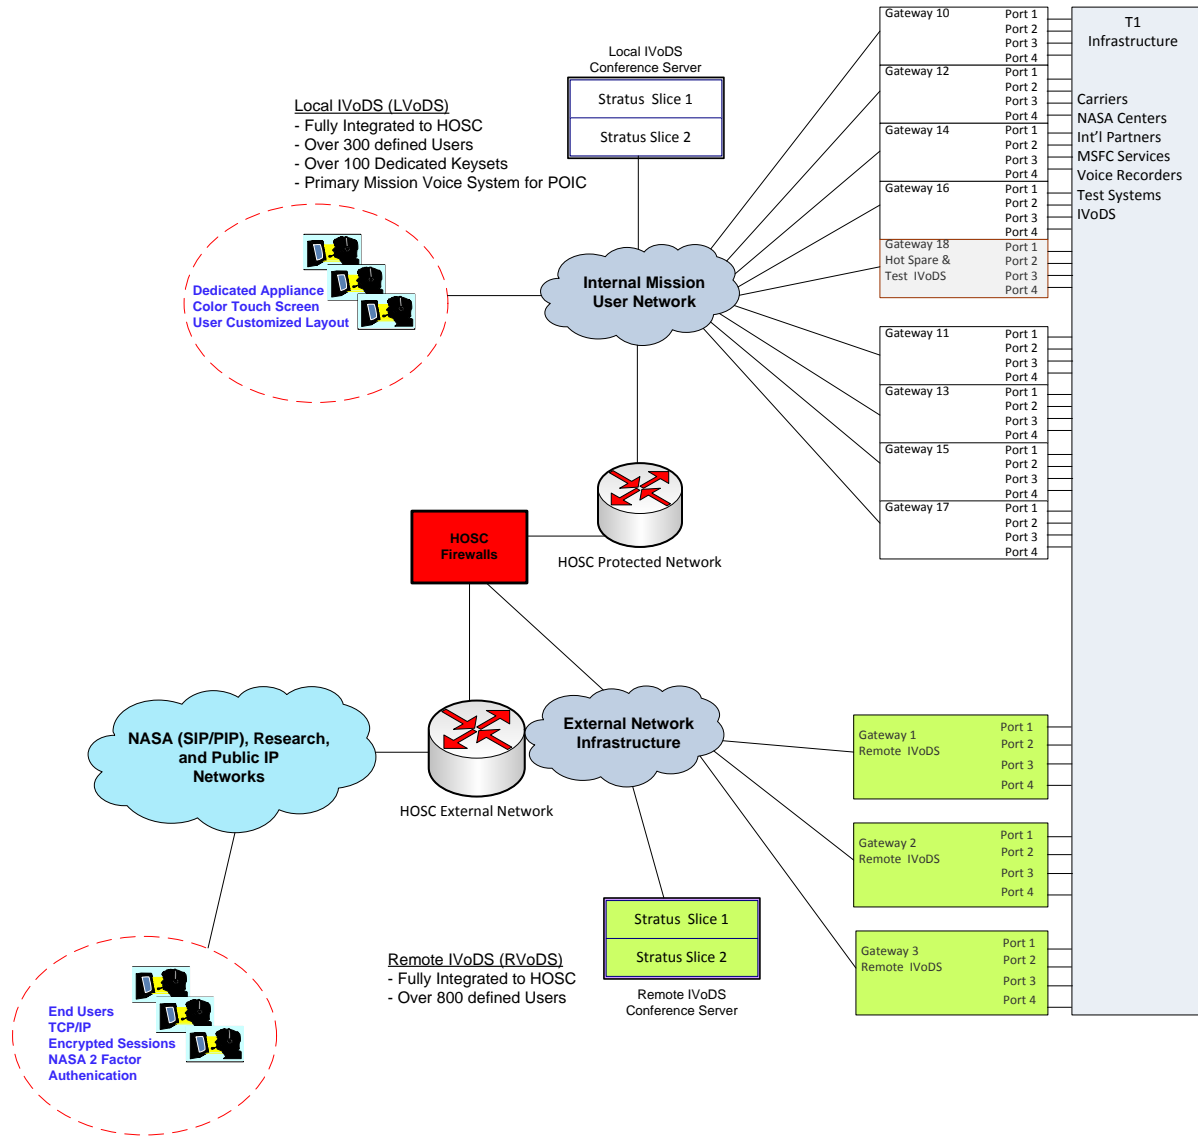 Local IVoDS
Conference Server
Stratus Slice 1
Stratus Slice 2
Local IVoDS (LVoDS)
- Fully Integrated to HOSC
- Over 300 defined Users
- Over 100 Dedicated Keysets
- Primary Mission Voice System for POIC
Dedicated Appliance
Color Touch Screen
User Customized Layout
Internal Mission
User Network
Gateway 10
Port 1
Port 2
Port 3
Port 4
Gateway 12
Port 1
Port 2
Port 3
Port 4
Gateway 14
Port 1
Port 2
Port 3
Port 4
Gateway 16
Port 1
Port 2
Port 3
Port 4
Gateway 18
Hot Spare &
Test IVoDS
Port 1
Port 2
Port 3
Port 4
Gateway 11
Port 1
Port 2
Port 3
Port 4
Gateway 13
Port 1
Port 2
Port 3
Port 4
Gateway 15
Port 1
Port 2
Port 3
Port 4
Gateway 17
Port 1
Port 2
Port 3
Port 4
T1
Infrastructure
Carriers
NASA Centers
Int'l Partners
MSFC Services
Voice Recorders
Test Systems
IVoDS
HOSC
Firewalls
HOSC Protected Network
NASA (SIP/PIP), Research,
and Public IP
Networks
HOSC External Network
External Network
Infrastructure
Gateway 1
Remote IVoDS
Port 1
Port 2
Port 3
Port 4
Gateway 2
Remote IVoDS
Port 1
Port 2
Port 3
Port 4
Gateway 3
Remote IVoDS
Port 1
Port 2
Port 3
Port 4
Stratus Slice 1
Stratus Slice 2
Remote IVoDS
Conference Server
Remote IVoDS (RVoDS)
- Fully Integrated to HOSC
- Over 800 defined Users
End Users
TCP/IP
Encrypted Sessions
NASA 2 Factor
Authenication